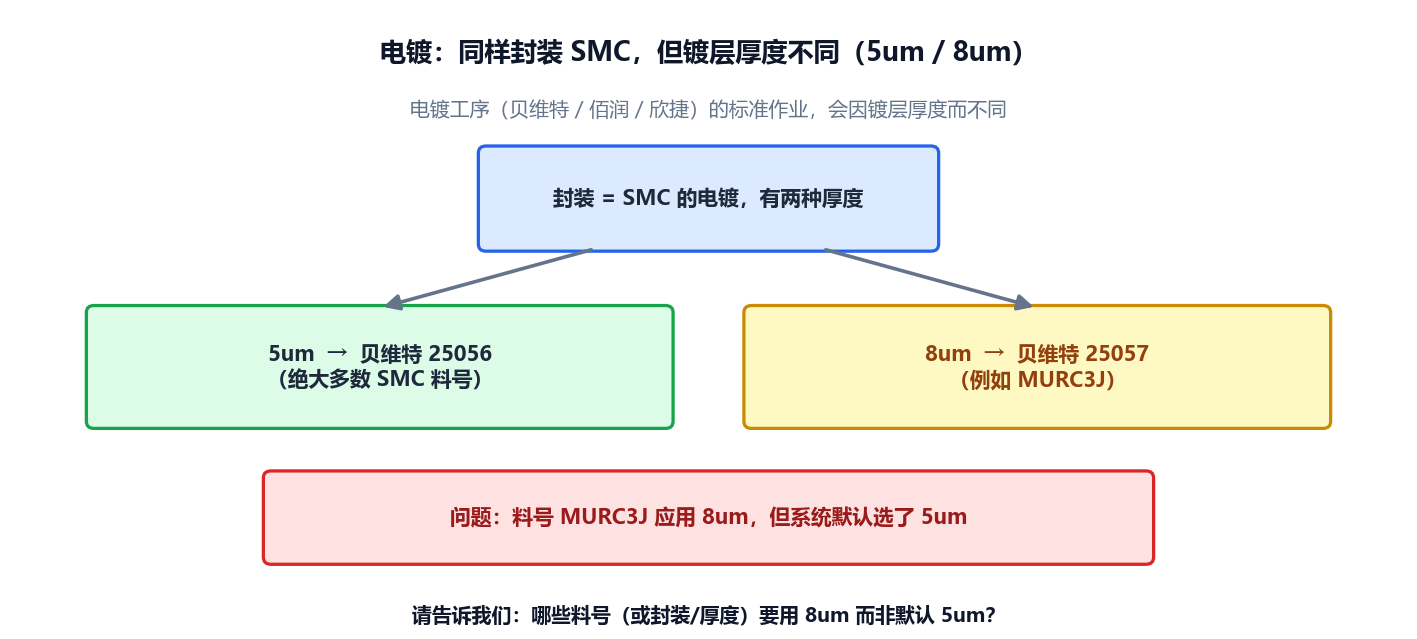 电镀：同样封装 SMC，但镀层厚度不同（5um / 8um）
电镀工序（贝维特 / 佰润 / 欣捷）的标准作业，会因镀层厚度而不同
封装 = SMC 的电镀，有两种厚度
5um → 贝维特 25056
（绝大多数 SMC 料号）
8um → 贝维特 25057
（例如 MURC3J）
问题：料号 MURC3J 应用 8um，但系统默认选了 5um
请告诉我们：哪些料号（或封装/厚度）要用 8um 而非默认 5um?